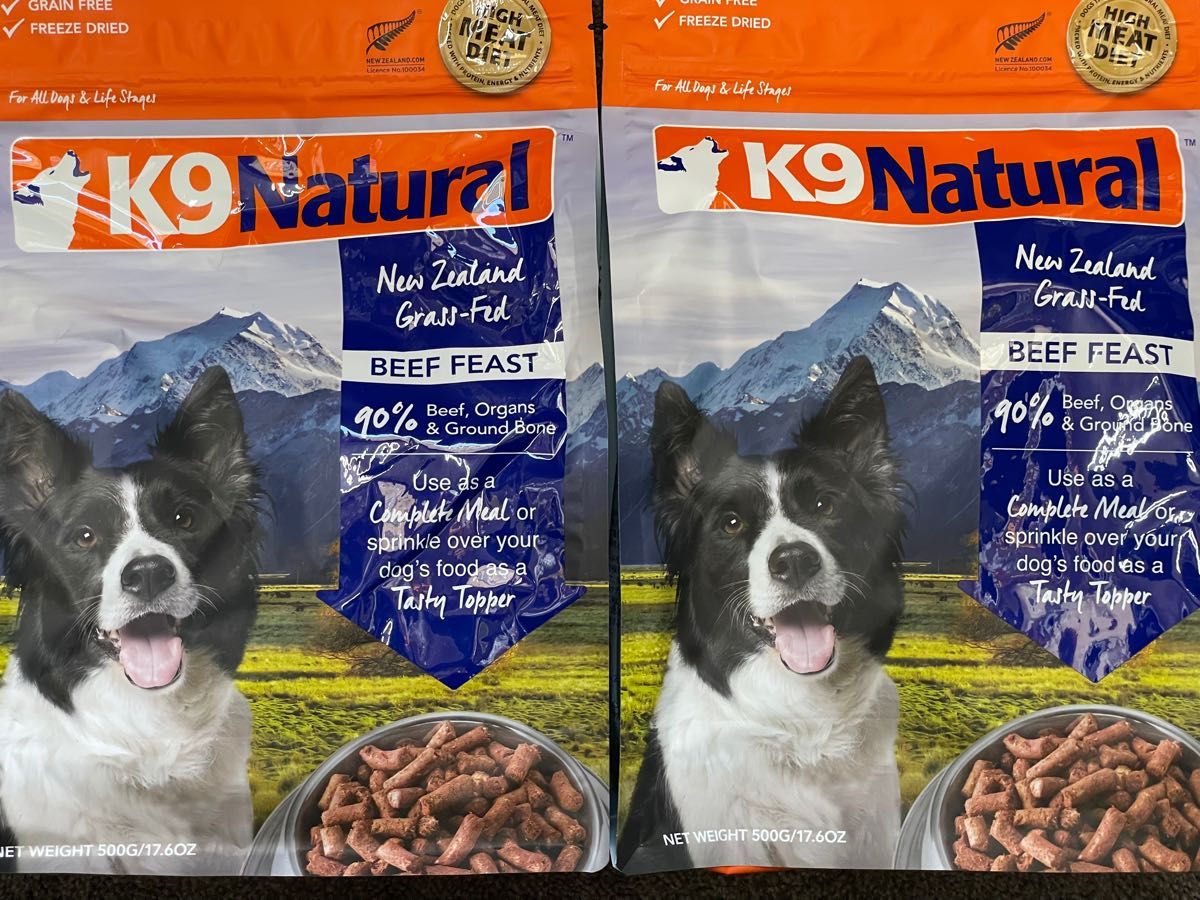 GRAIN FREE
FREEZE DRIED
NEWZEALAND.COM
Licence No.100034
HIGH
MEAT
DIET
For All Dogs & Life Stages
K9Natural™
New Zealand
Grass-Fed
BEEF FEAST
90% Beef, Organs
& Ground Bone
Use as a
Complete Meal or
sprinkle over your
dog's food as a
Tasty Topper
NET WEIGHT 500G/17.6OZ
GRAIN FREE
FREEZE DRIED
NEWZEALAND.COM
Licence No.100034
HIGH
MEAT
DIET
For All Dogs & Life Stages
K9Natural™
New Zealand
Grass-Fed
BEEF FEAST
90% Beef, Organs
& Ground Bone
Use as a
Complete Meal or
sprinkle over your
dog's food as a
Tasty Topper
NET WEIGHT 500G/17.6OZ